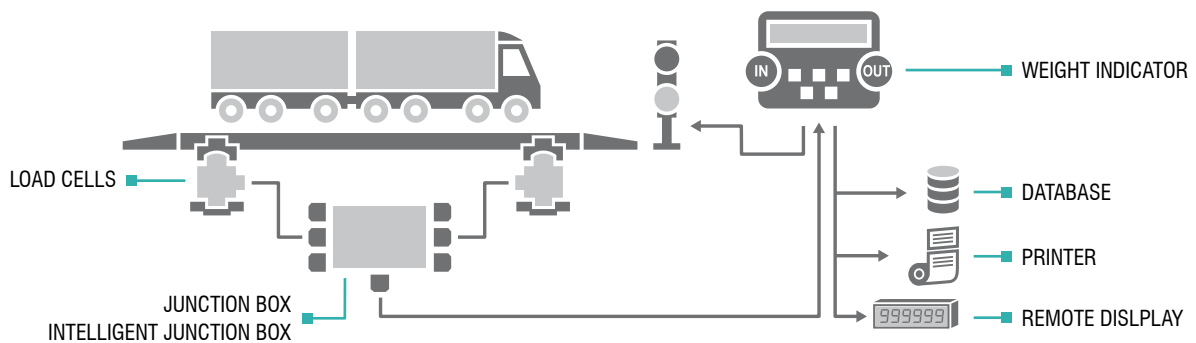 IN
OUT
WEIGHT INDICATOR
LOAD CELLS
DATABASE
PRINTER
JUNCTION BOX
INTELLIGENT JUNCTION BOX
999999
REMOTE DISLPLAY